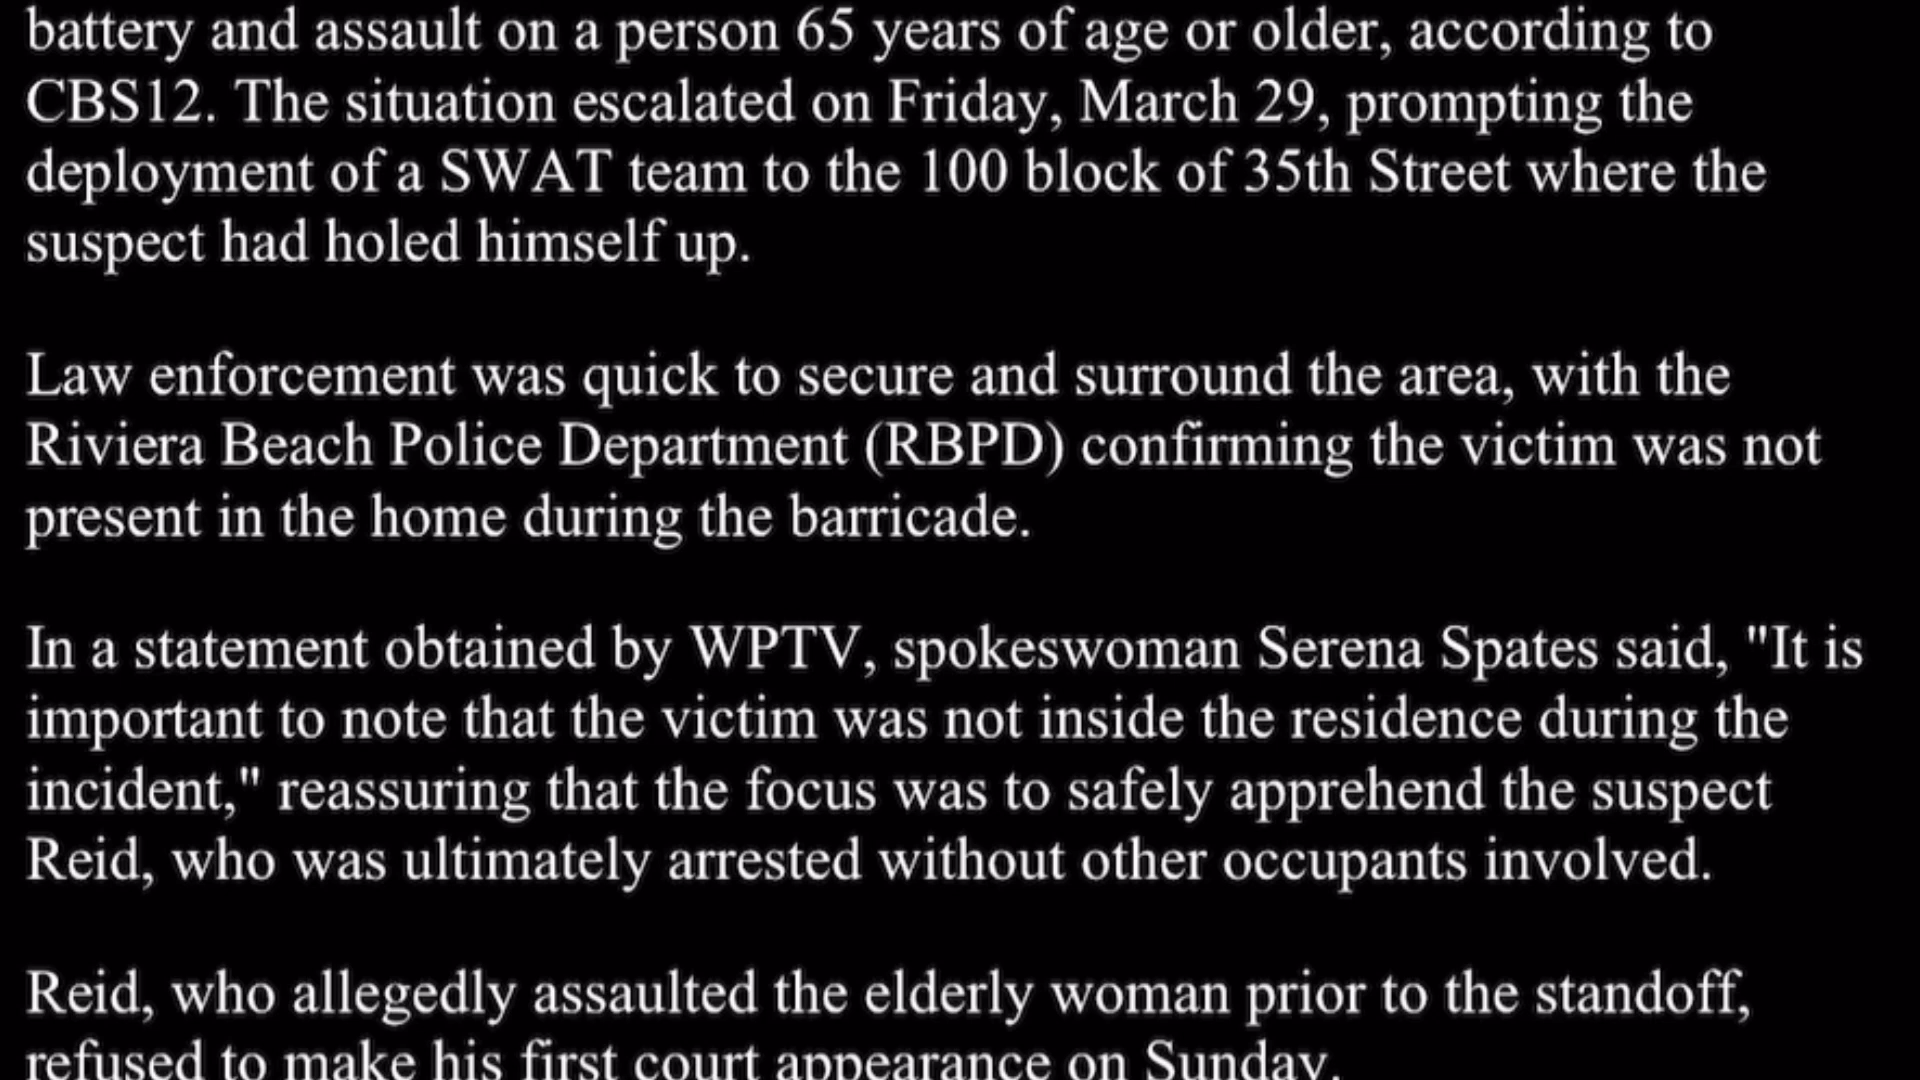 battery and assault on a person 65 years of age or older, according to
CBS12. The situation escalated on Friday, March 29, prompting the
deployment of a SWAT team to the 100 block of 35th Street where the
suspect had holed himself up.
Law enforcement was quick to secure and surround the area, with the
Riviera Beach Police Department (RBPD) confirming the victim was not
present in the home during the barricade.
In a statement obtained by WPTV, spokeswoman Serena Spates said, "It is
important to note that the victim was not inside the residence during the
incident," reassuring that the focus was to safely apprehend the suspect
Reid, who was ultimately arrested without other occupants involved.
Reid, who allegedly assaulted the elderly woman prior to the standoff,
refused to make his first court appearance on Sunday.